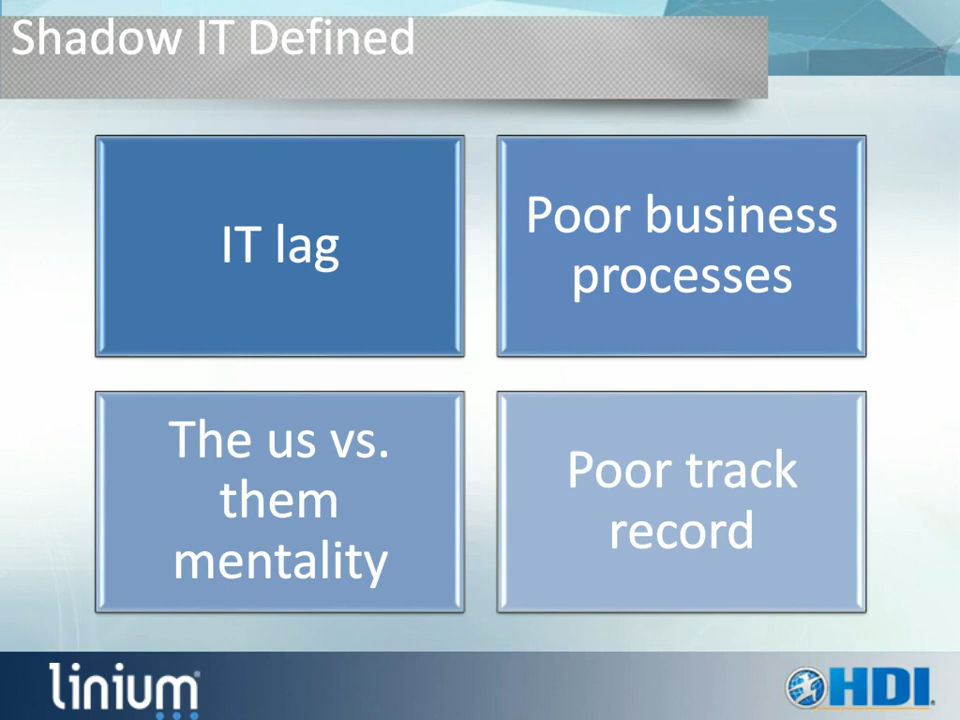 Shadow IT Defined
IT lag
Poor business
processes
The us vs.
them
mentality
Poor track
record
linium
HDI